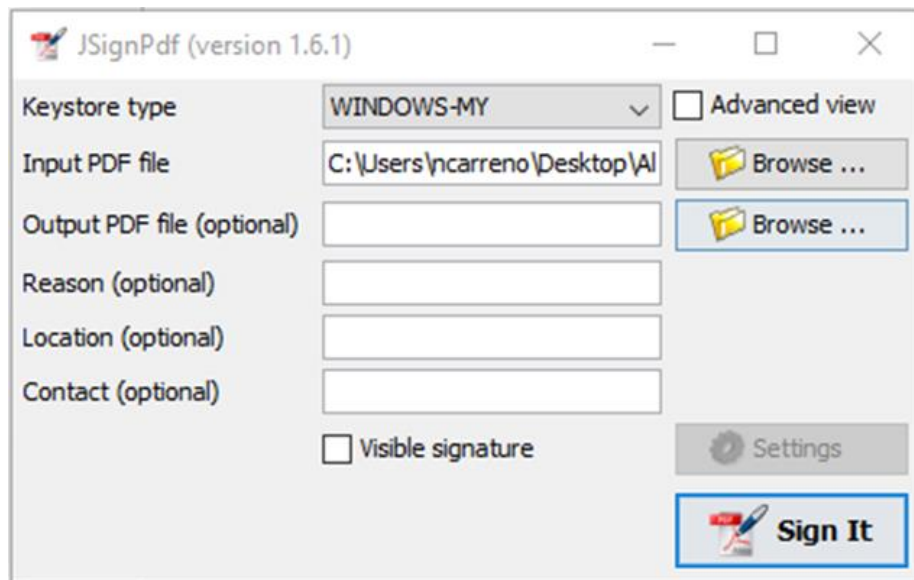 JSignPdf (version 1.6.1)
Keystore type WINDOWS-MY Advanced view
Input PDF file C:\Users\ncarreno\Desktop\Al Browse ...
Output PDF file (optional) Browse ...
Reason (optional)
Location (optional)
Contact (optional)
Visible signature Settings
PDF Sign It